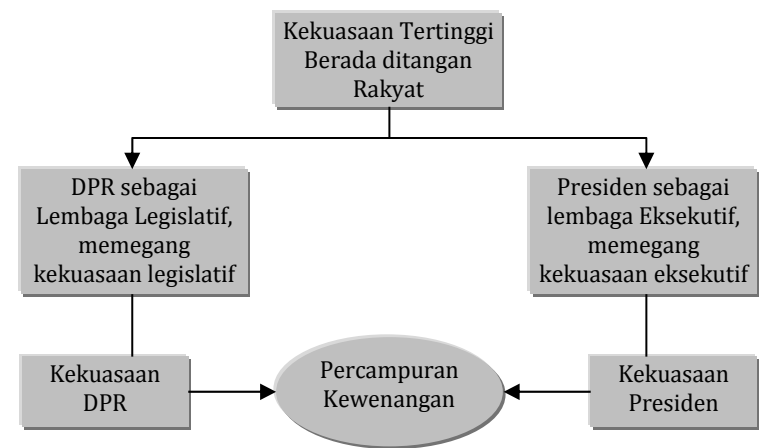 Kekuasaan Tertinggi
Berada ditangan
Rakyat
DPR sebagai
Lembaga Legislatif,
memegang
kekuasaan legislatif
Presiden sebagai
lembaga Eksekutif,
memegang
kekuasaan eksekutif
Kekuasaan
DPR
Percampuran
Kewenangan
Kekuasaan
Presiden